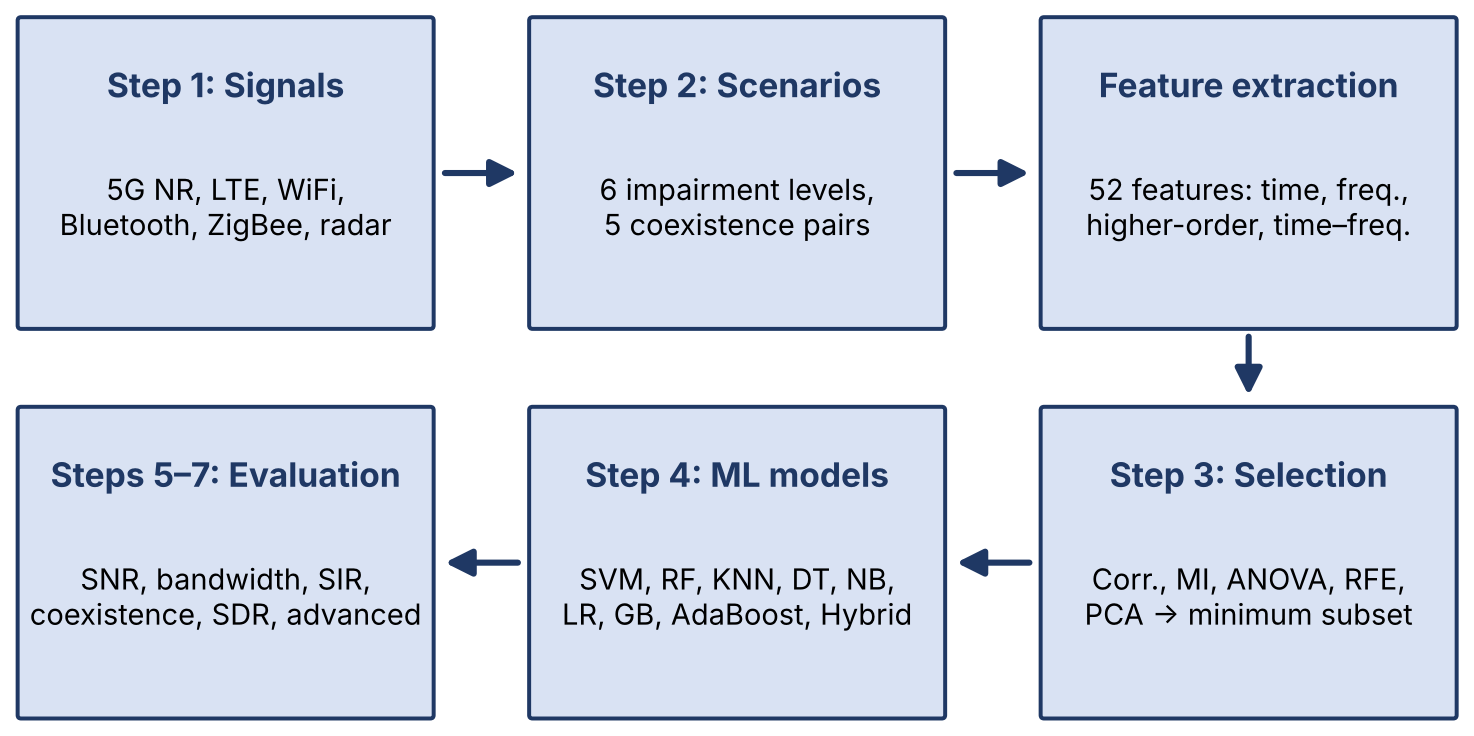 Step 1: Signals
5G NR, LTE, WiFi,
Bluetooth, ZigBee, radar
Step 2: Scenarios
6 impairment levels,
5 coexistence pairs
Feature extraction
52 features: time, freq.,
higher-order, time–freq.
Step 3: Selection
Corr., MI, ANOVA, RFE,
PCA → minimum subset
Step 4: ML models
SVM, RF, KNN, DT, NB,
LR, GB, AdaBoost, Hybrid
Steps 5–7: Evaluation
SNR, bandwidth, SIR,
coexistence, SDR, advanced